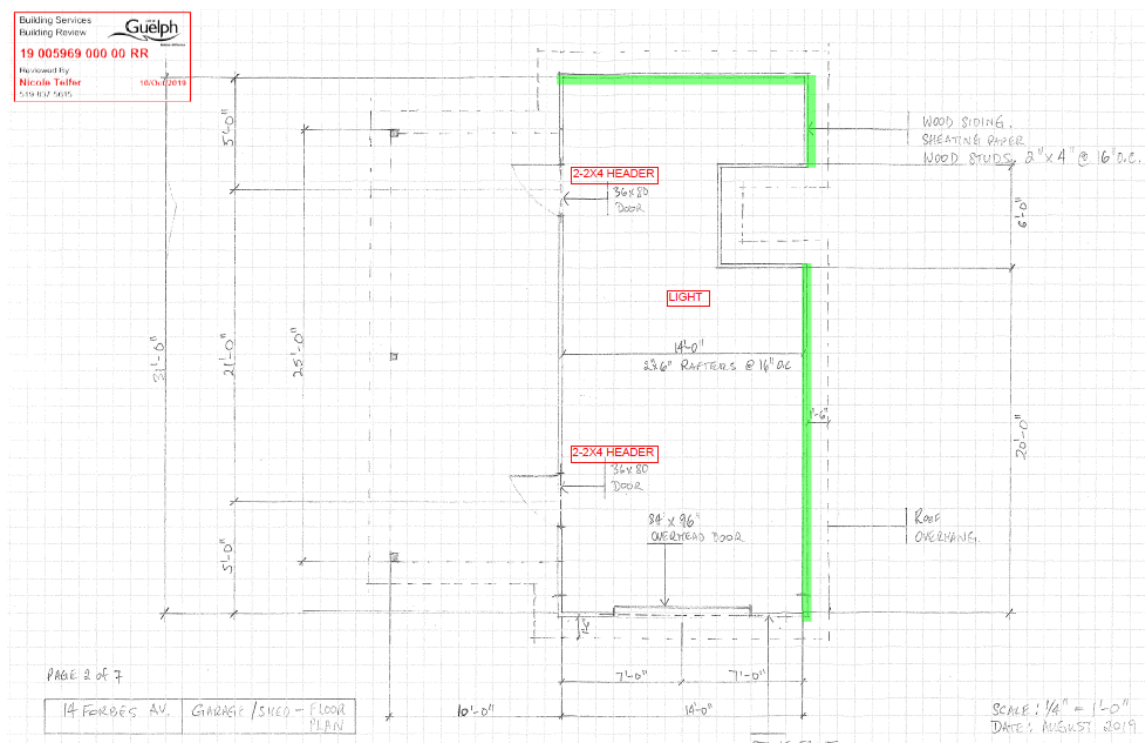 Building Services
Building Review
Guelph
19 005969 000 00 RR
Reviewed By
Nicole Telfer
519 837 5615
WOOD SIDING.
SHEATING PAPER
WOOD STUDS. 2"x4" @ 16" O.C.
5'-0"
2-2X4 HEADER
36x80
DOOR
6'-0"
LIGHT
31'-0"
21'-0"
25'-0"
14'-0"
2x6" RAFTERS @ 16" O.C
1'-6"
20'-0"
2-2X4 HEADER
36x80
DOOR
84" x 96"
OVERHEAD DOOR
ROOF
OVERHANG.
5'-0"
PAGE 2 of 7
7'-0"
7'-0"
14 FORBES AV.
GARAGE/SHED - FLOOR
PLAN
10'-0"
14'-0"
SCALE: 1/4" = 1'-0"
DATE: AUGUST 2019